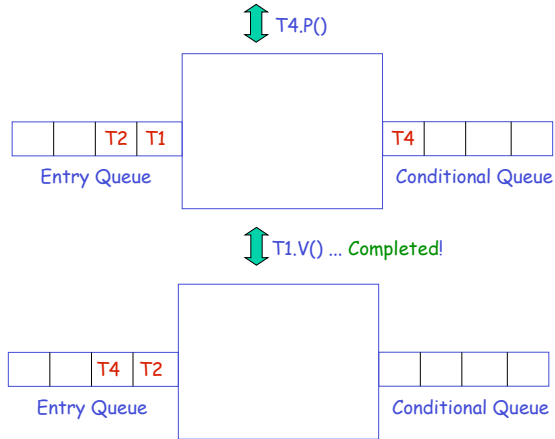 T4.P()
T2 T1 T4
Entry Queue Conditional Queue
T1.V() ... Completed!
T4 T2
Entry Queue Conditional Queue